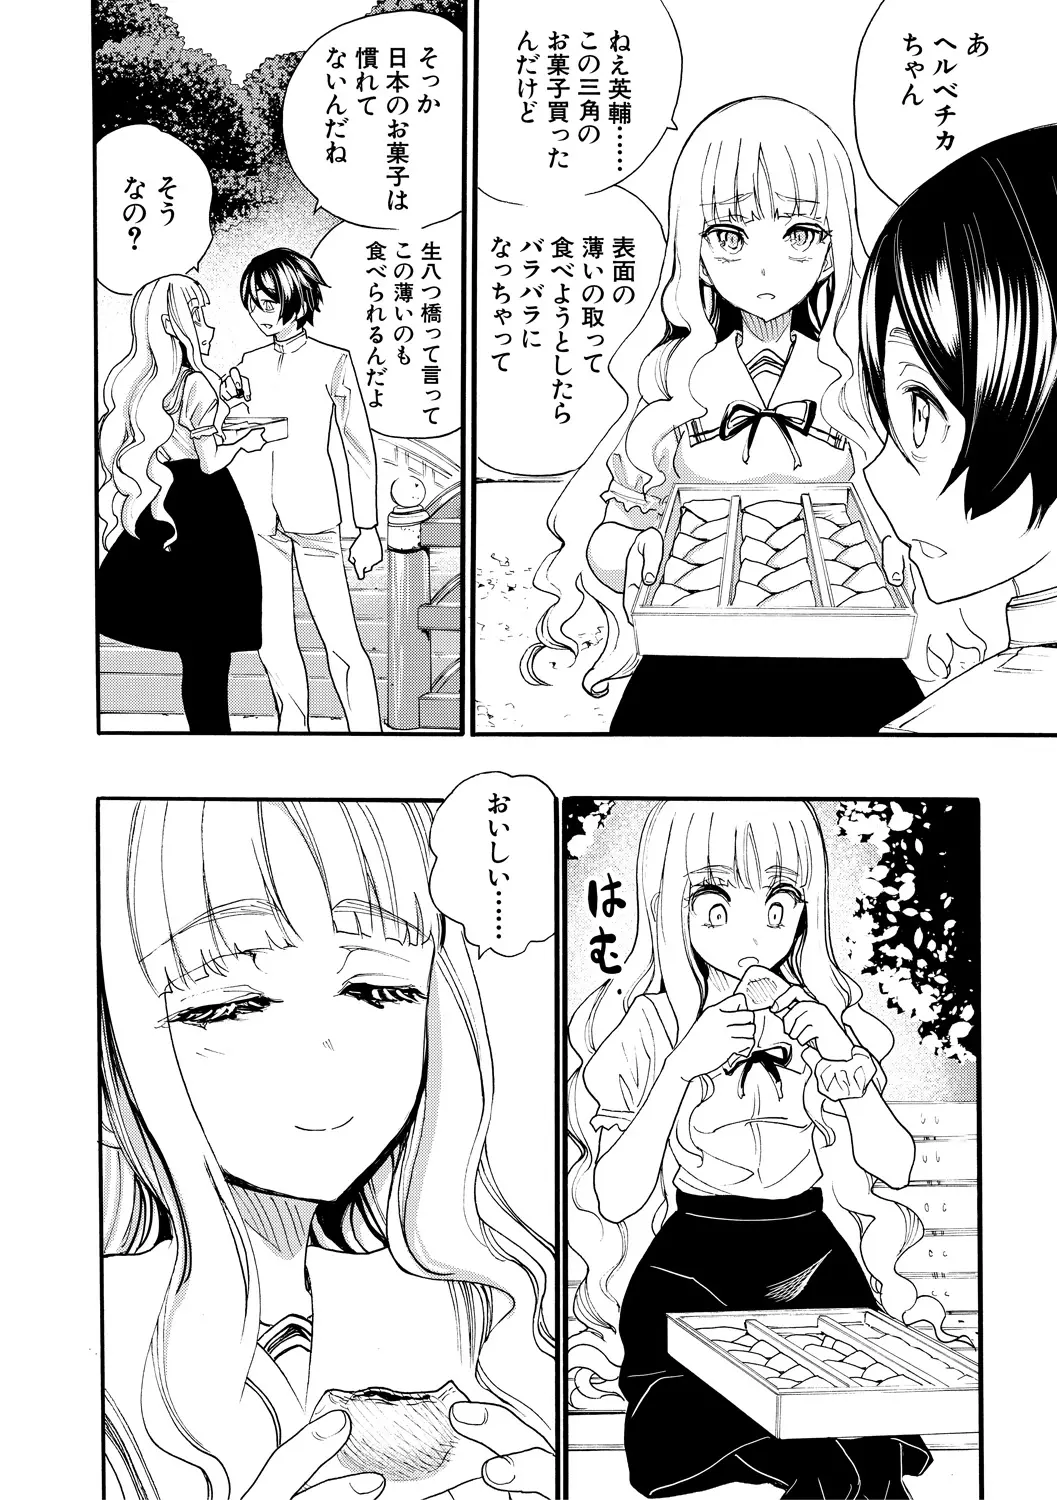 あ
ヘルベチカ
ちゃん
ねえ英輔……
この三角の
お菓子買った
んだけど
表面の
薄いの取って
食べようとしたら
バラバラに
なっちゃって
そっか
日本のお菓子は
慣れて
ないんだね
生八つ橋って言って
この薄いのも
食べられるんだよ
そう
なの？
はむ.
おいしい……